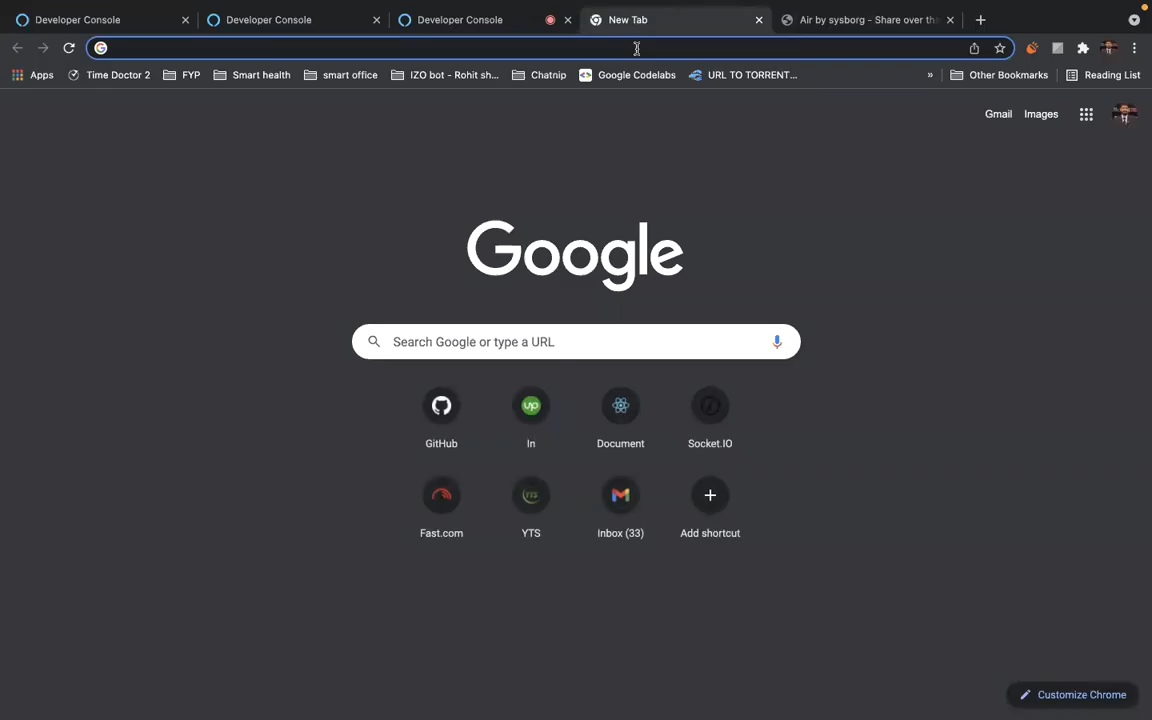 Developer Console
Developer Console
Developer Console
New Tab
Air by sysborg - Share over th
Apps
Time Doctor 2
FYP
Smart health
smart office
IZO bot - Rohit sh...
Chatnip
Google Codelabs
URL TO TORRENT...
»
Other Bookmarks
Reading List
Gmail
Images
Google
Search Google or type a URL
GitHub
In
Document
Socket.IO
Fast.com
YTS
Inbox (33)
Add shortcut
Customize Chrome